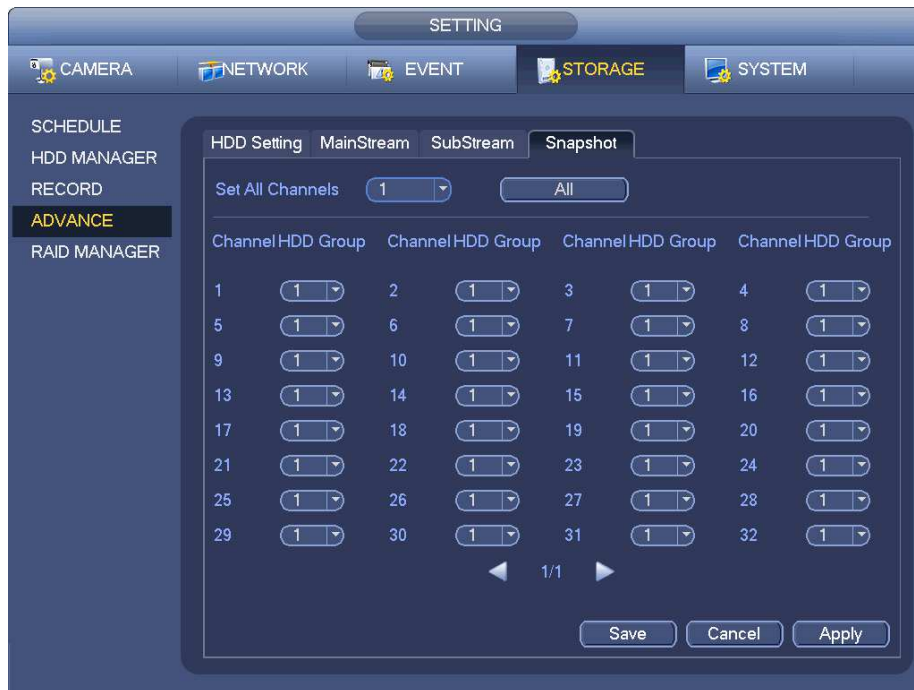 SETTING
CAMERA NETWORK EVENT STORAGE SYSTEM
SCHEDULE
HDD MANAGER
RECORD
ADVANCE
RAID MANAGER
HDD Setting MainStream SubStream Snapshot
Set All Channels 1 All
Channel HDD Group Channel HDD Group Channel HDD Group Channel HDD Group
1 1 2 1 3 1 4 1
5 1 6 1 7 1 8 1
9 1 10 1 11 1 12 1
13 1 14 1 15 1 16 1
17 1 18 1 19 1 20 1
21 1 22 1 23 1 24 1
25 1 26 1 27 1 28 1
29 1 30 1 31 1 32 1
1/1
Save Cancel Apply